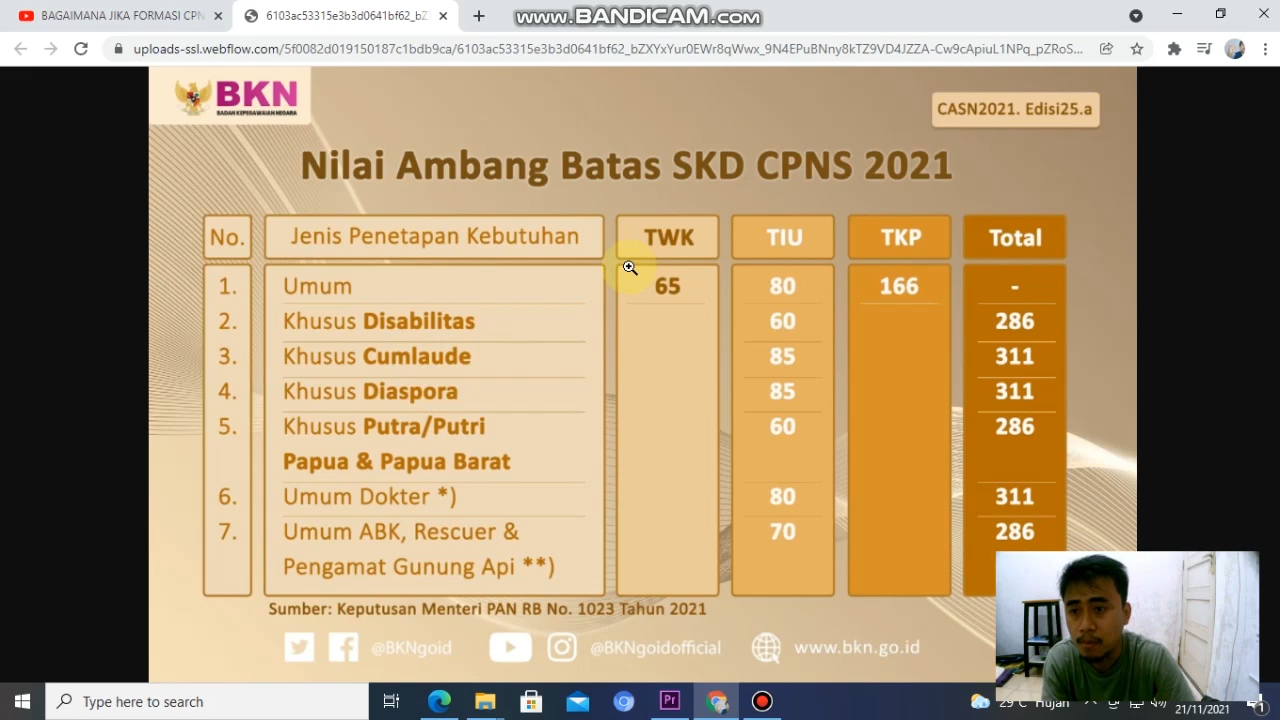 BAGAIMANA JIKA FORMASI CPN
6103ac53315e3b3d0641bf62_bZ
www.BANDICAM.com
uploads-ssl.webflow.com/5f0082d019150187c1bdb9ca/6103ac53315e3b3d0641bf62_bZXYxYur0EWr8qWwx_9N4EPuBNny8kTZ9VD4JZZA-Cw9cApiuL1NPq_pZRoS...
BKN
BADAN KEPEGAWAIAN NEGARA
CASN2021. Edisi25.a
Nilai Ambang Batas SKD CPNS 2021
No. Jenis Penetapan Kebutuhan TWK TIU TKP Total
1. Umum 65 80 166 -
2. Khusus Disabilitas 60 286
3. Khusus Cumlaude 85 311
4. Khusus Diaspora 85 311
5. Khusus Putra/Putri 60 286
Papua & Papua Barat
6. Umum Dokter *) 80 311
7. Umum ABK, Rescuer & 70 286
Pengamat Gunung Api **)
Sumber: Keputusan Menteri PAN RB No. 1023 Tahun 2021
@BKNgoid @BKNgoidofficial www.bkn.go.id
Type here to search
Pr
Hujan
21/11/2021